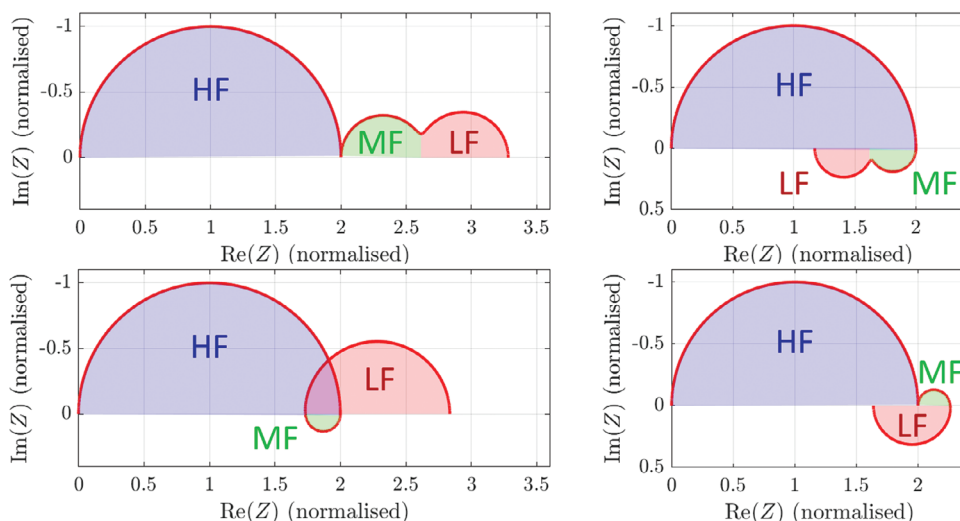 Im(Z) (normalised)
-1
-0.5
0
HF
MF
LF
0 0.5 1 1.5 2 2.5 3 3.5
Re(Z) (normalised)
Im(Z) (normalised)
-1
-0.5
0
0.5
HF
LF
MF
0 0.5 1 1.5 2
Re(Z) (normalised)
Im(Z) (normalised)
-1
-0.5
0
HF
LF
MF
0 0.5 1 1.5 2 2.5 3 3.5
Re(Z) (normalised)
Im(Z) (normalised)
-1
-0.5
0
0.5
HF
MF
LF
0 0.5 1 1.5 2
Re(Z) (normalised)